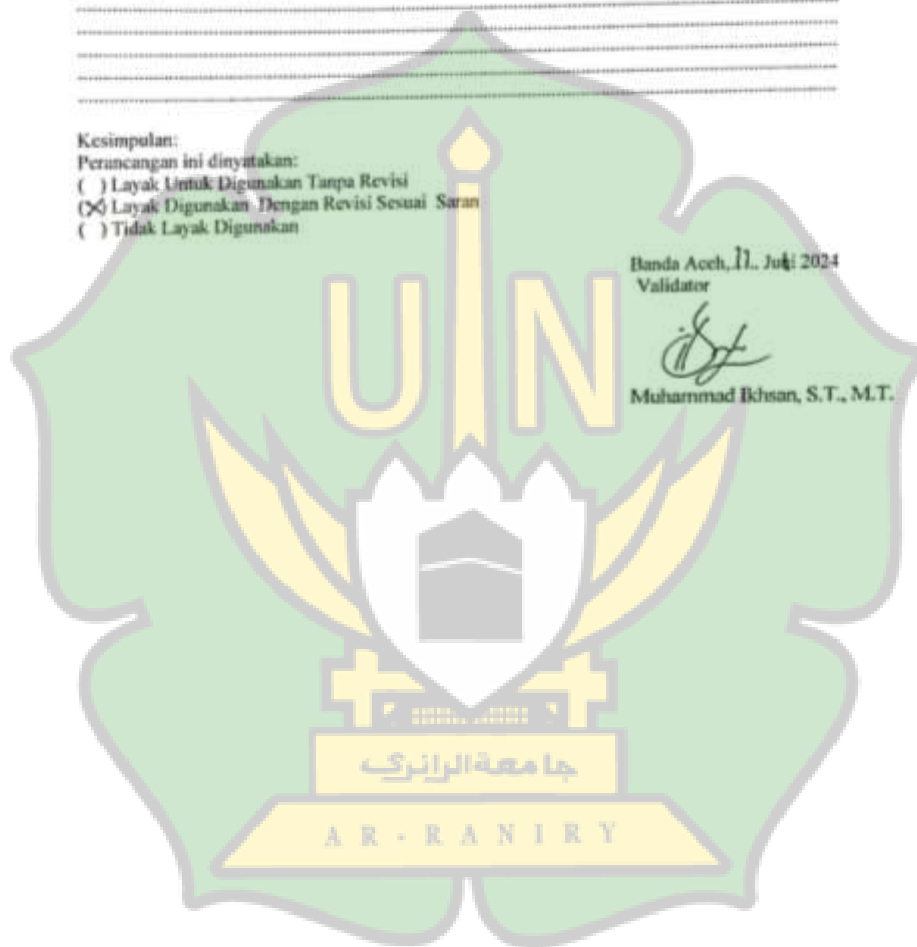 Kesimpulan:
Perancangan ini dinyatakan:
( ) Layak Untuk Digunakan Tanpa Revisi
(X) Layak Digunakan Dengan Revisi Sesuai Saran
( ) Tidak Layak Digunakan
Banda Aceh, 11.. 2024
Validator
Muhammad Ikhsan, S.T., M.T.
UIN
جامعة الرانري
AR - RANIRY